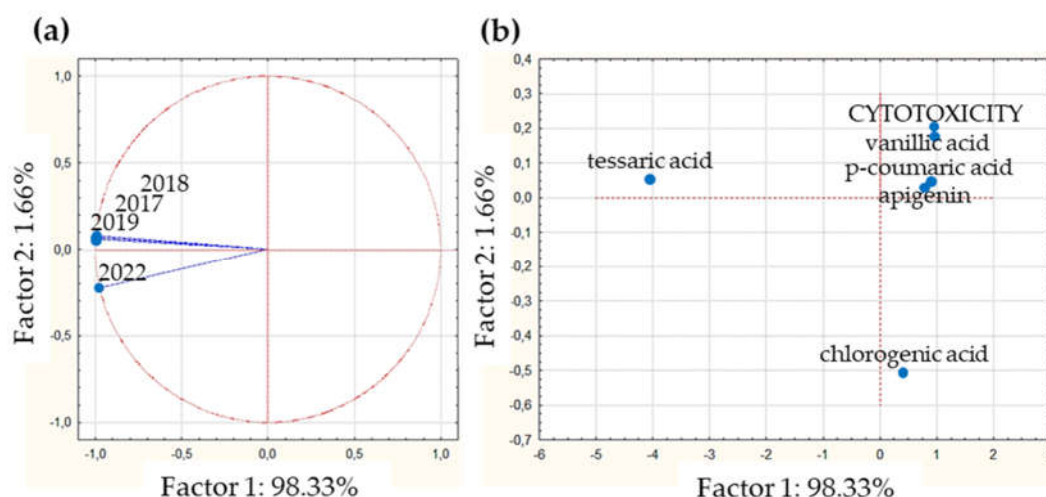 (a)
1,0
0,5
0,0
-0,5
-1,0
2018
2017
2019
2022
-1,0
-0,5
0,0
0,5
1,0
Factor 2: 1.66%
Factor 1: 98.33%
(b)
0,4
0,3
0,2
0,1
0,0
-0,1
-0,2
-0,3
-0,4
-0,5
-0,6
-0,7
CYTOTOXICITY
vanillic acid
tessaric acid
p-coumaric acid
apigenin
chlorogenic acid
-6
-5
-4
-3
-2
-1
0
1
2
Factor 2: 1.66%
Factor 1: 98.33%